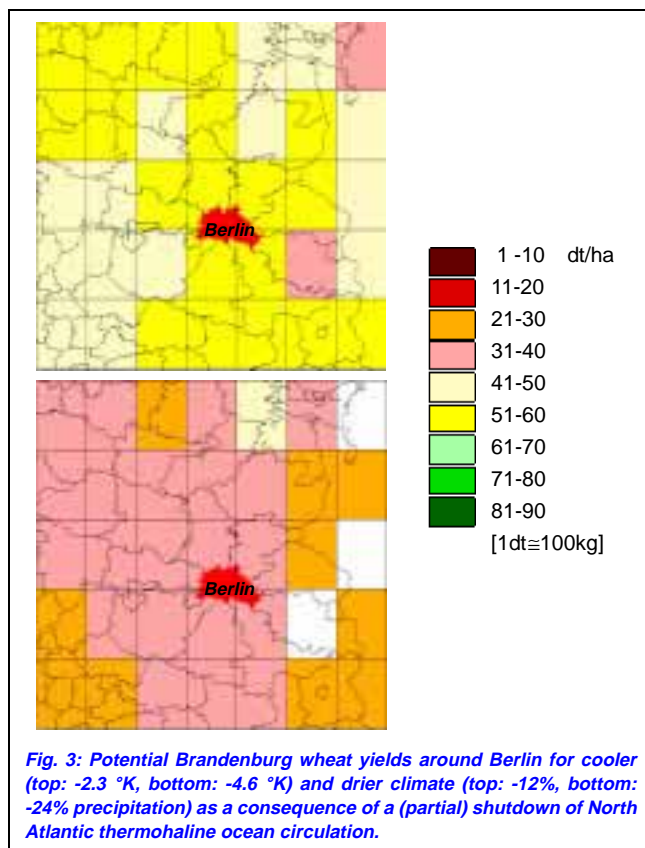 Berlin
Berlin
1 -10 dt/ha
11-20
21-30
31-40
41-50
51-60
61-70
71-80
81-90
[1dt≅100kg]
Fig. 3: Potential Brandenburg wheat yields around Berlin for cooler
(top: -2.3 °K, bottom: -4.6 °K) and drier climate (top: -12%, bottom:
-24% precipitation) as a consequence of a (partial) shutdown of North
Atlantic thermohaline ocean circulation.